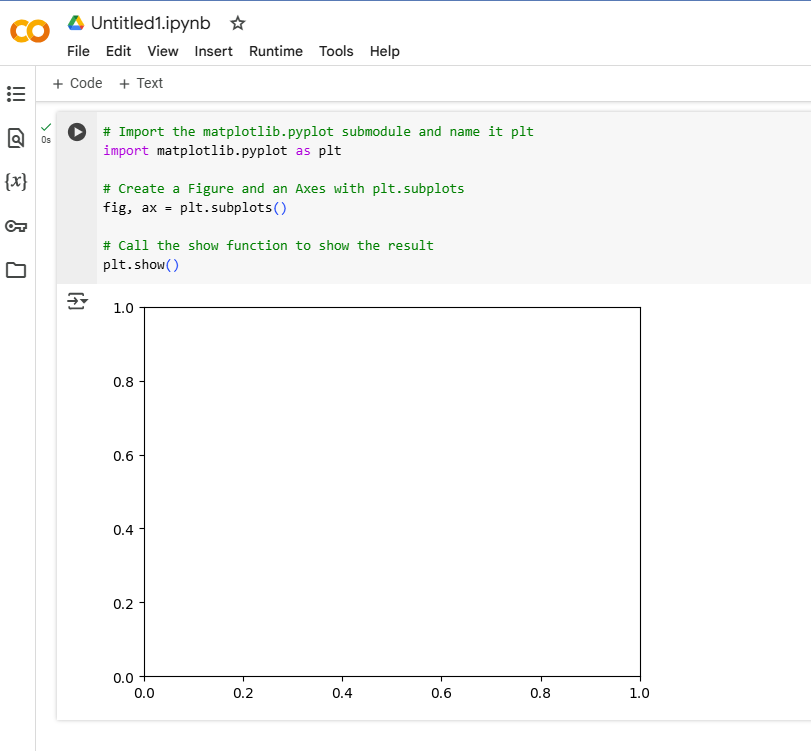 Untitled1.ipynb
File Edit View Insert Runtime Tools Help
+ Code + Text
0s
# Import the matplotlib.pyplot submodule and name it plt
import matplotlib.pyplot as plt
# Create a Figure and an Axes with plt.subplots
fig, ax = plt.subplots()
# Call the show function to show the result
plt.show()
{x}
1.0
0.8
0.6
0.4
0.2
0.0
0.0 0.2 0.4 0.6 0.8 1.0